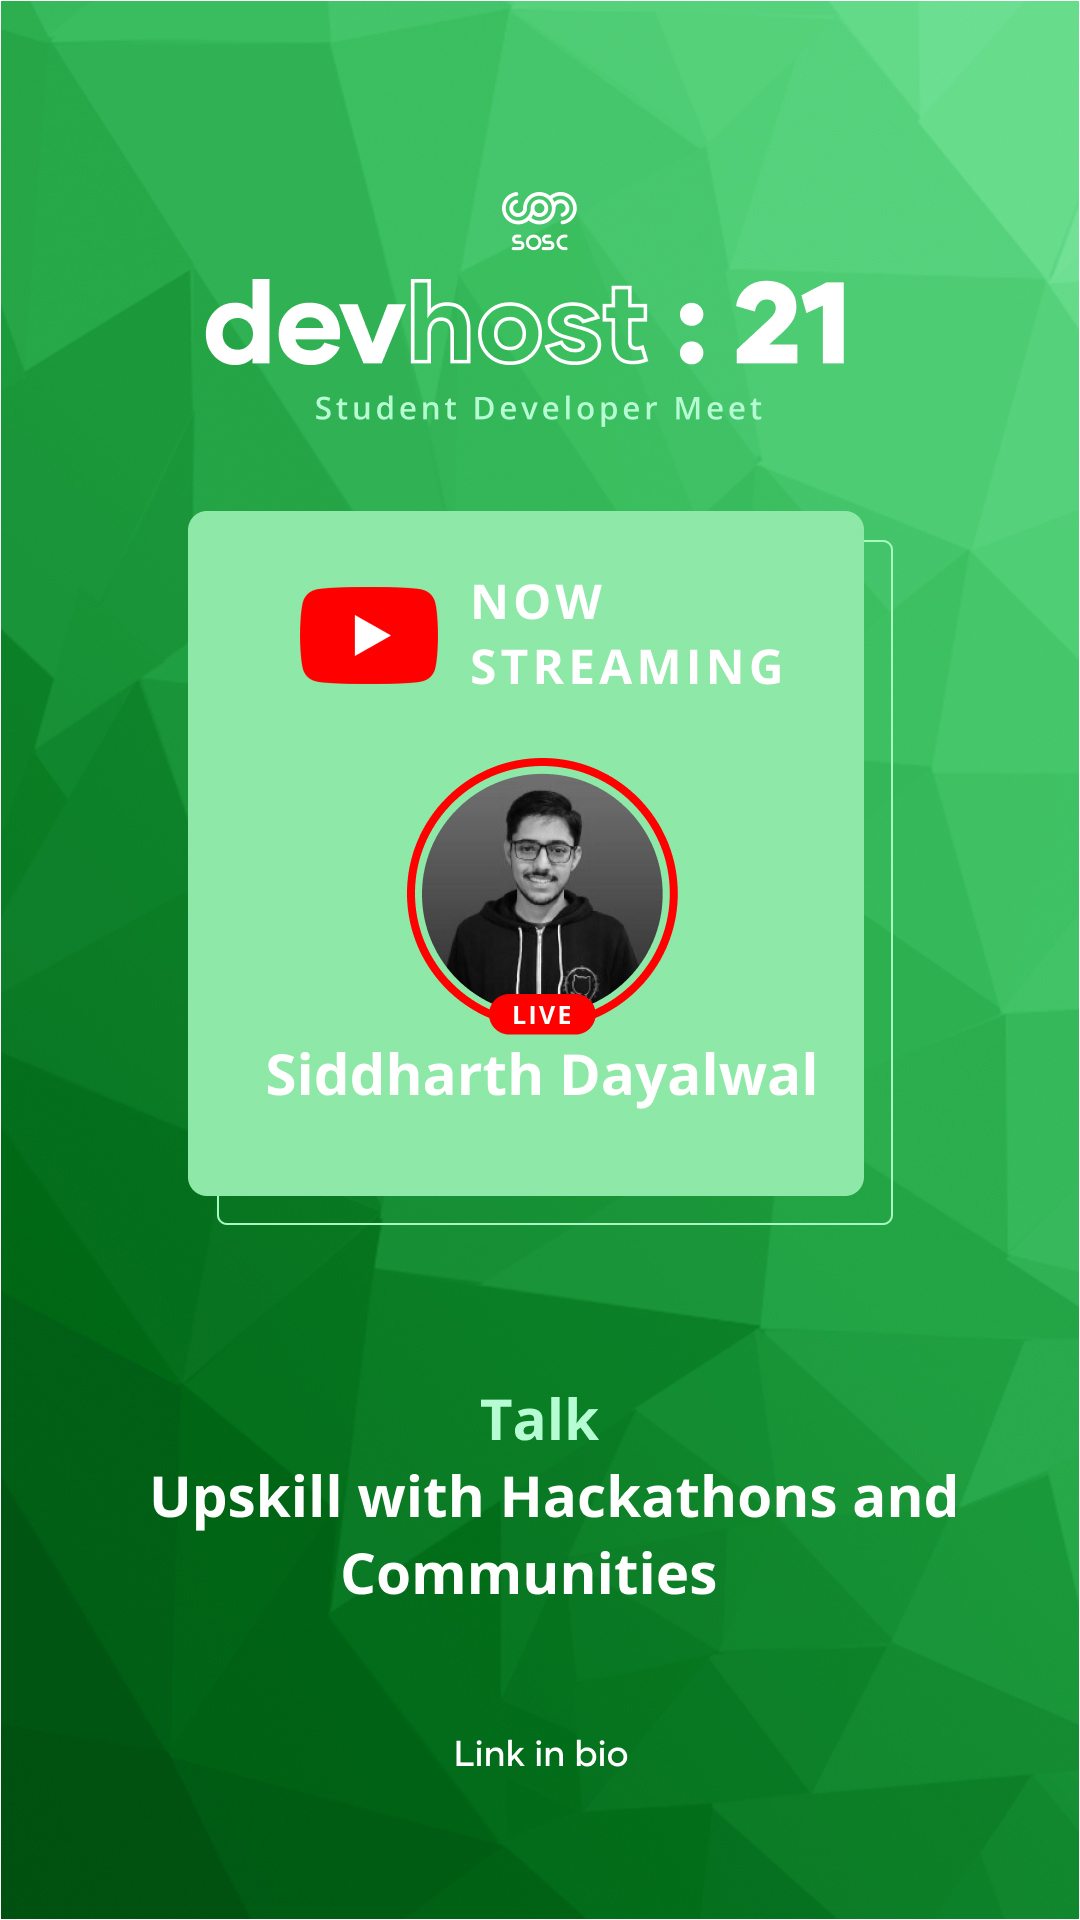 SOSC
devhost : 21
Student Developer Meet
NOW
STREAMING
LIVE
Siddharth Dayalwal
Talk
Upskill with Hackathons and
Communities
Link in bio